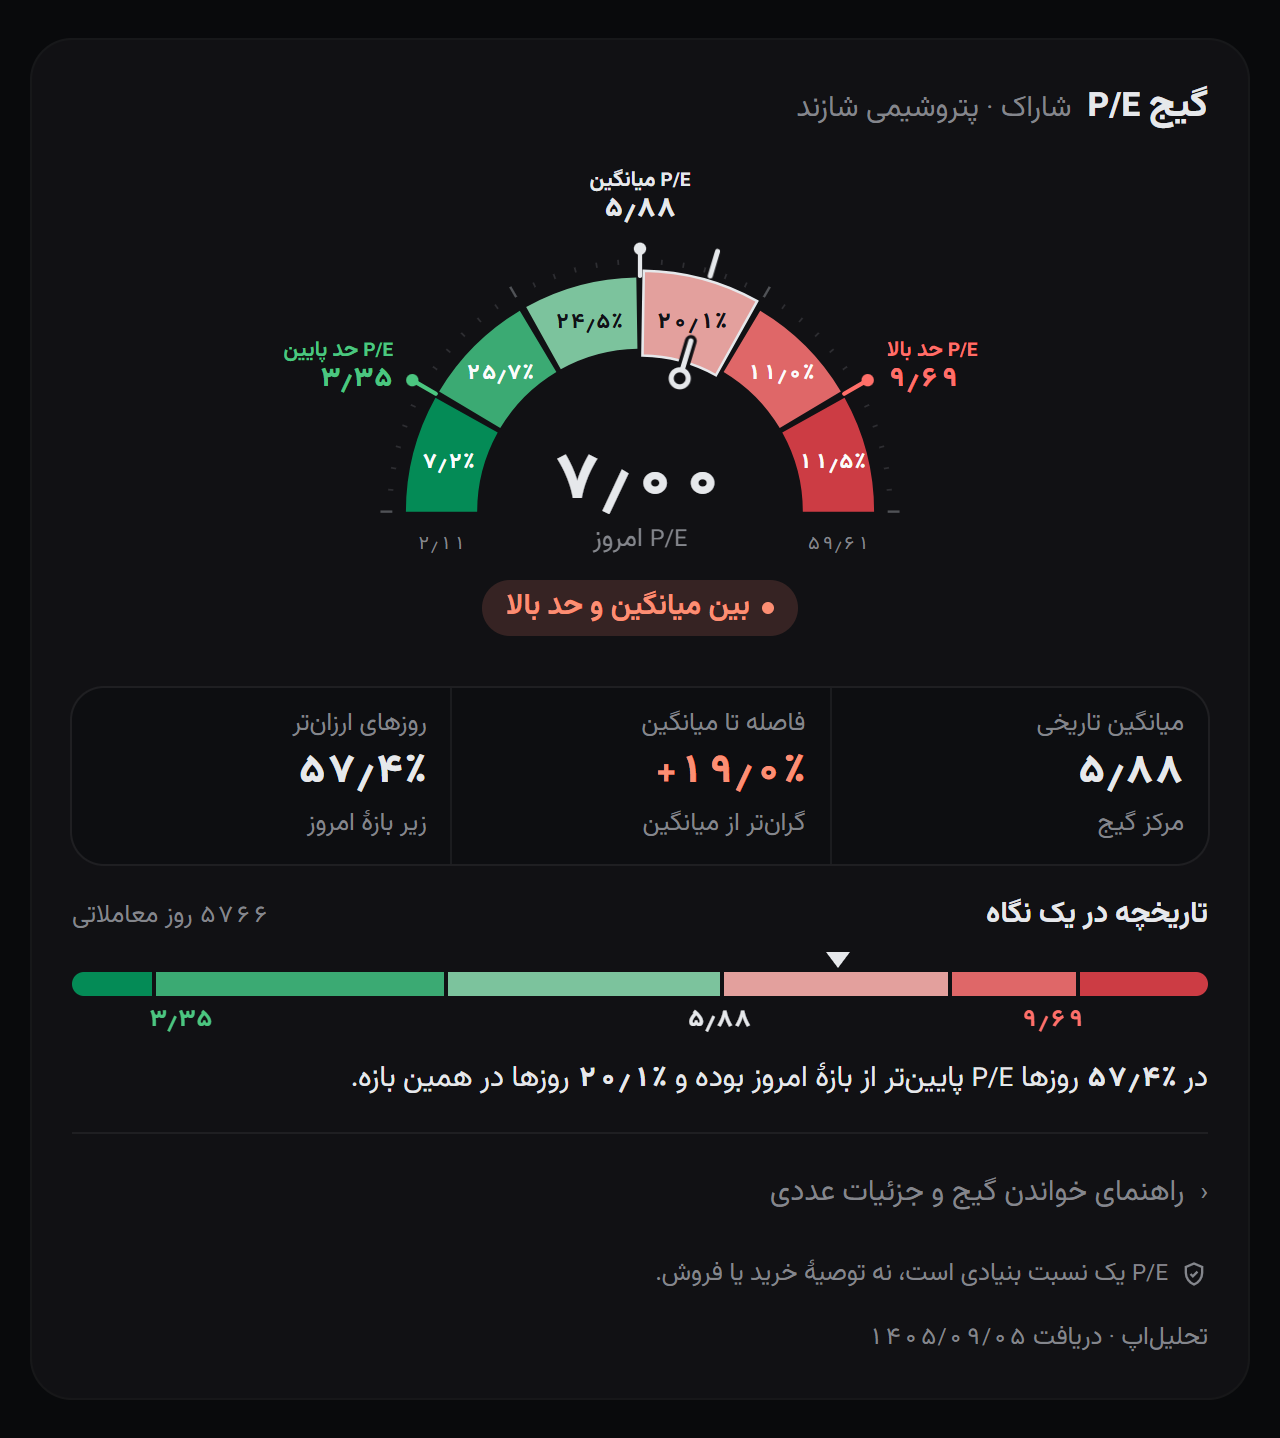 گیج P/E شاراک · پتروشیمی شازند
P/E میانگین
۵٫۸۸
P/E حد بالا
۹٫۶۹
P/E حد پایین
۳٫۳۵
۷٫۲٪
۲۵٫۷٪
۲۴٫۵٪
۲۰٫۱٪
۱۱٫۰٪
۱۱٫۵٪
۷٫۰۰
P/E امروز
۲٫۱۱
۵۹٫۶۱
بین میانگین و حد بالا
میانگین تاریخی
۵٫۸۸
مرکز گیج
فاصله تا میانگین
+۱۹٫۰٪
گران‌تر از میانگین
روزهای ارزان‌تر
۵۷٫۴٪
زیر بازهٔ امروز
تاریخچه در یک نگاه
۵۷۶۶ روز معاملاتی
۹٫۶۹
۵٫۸۸
۳٫۳۵
در ۵۷٫۴٪ روزها P/E پایین‌تر از بازهٔ امروز بوده و ۲۰٫۱٪ روزها در همین بازه.
‹ راهنمای خواندن گیج و جزئیات عددی
P/E یک نسبت بنیادی است، نه توصیهٔ خرید یا فروش.
تحلیل‌اپ · دریافت ۱۴۰۵/۰۹/۰۵